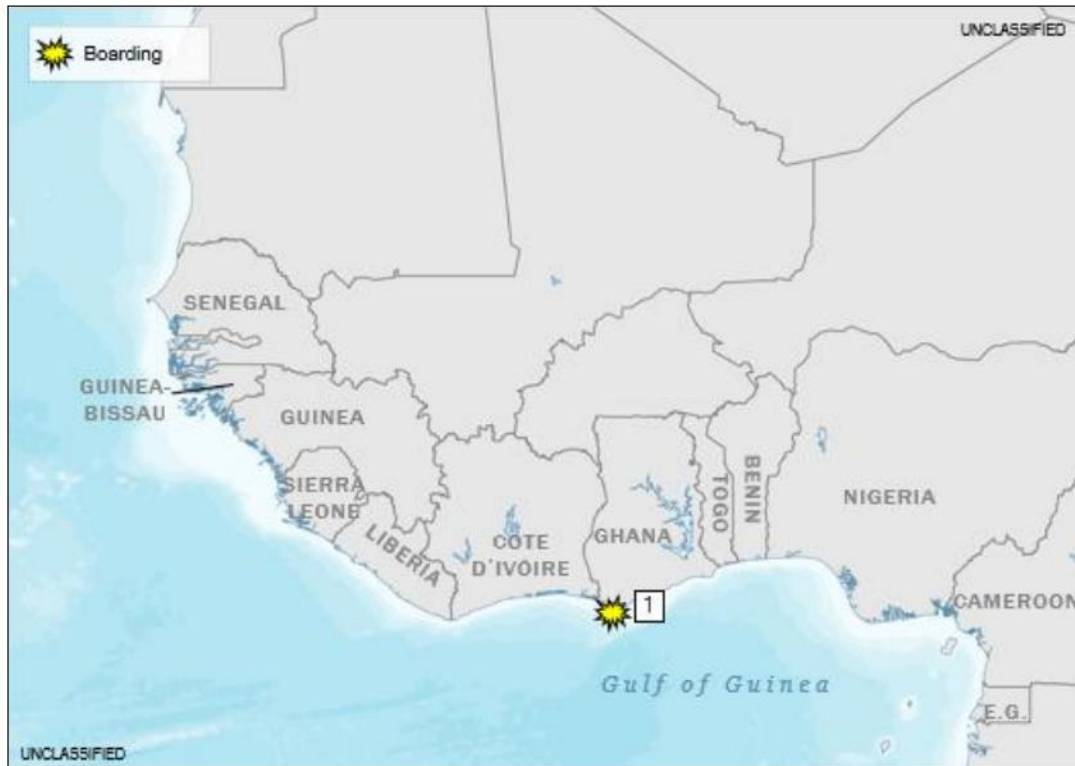 Boarding
UNCLASSIFIED
SENEGAL
GUINEA-
BISSAU
GUINEA
SIERRA
LEONE
LIBERIA
COTE
D'IVOIRE
GHANA
TOGO
BENIN
NIGERIA
CAMEROON
1
Gulf of Guinea
E.G.
UNCLASSIFIED